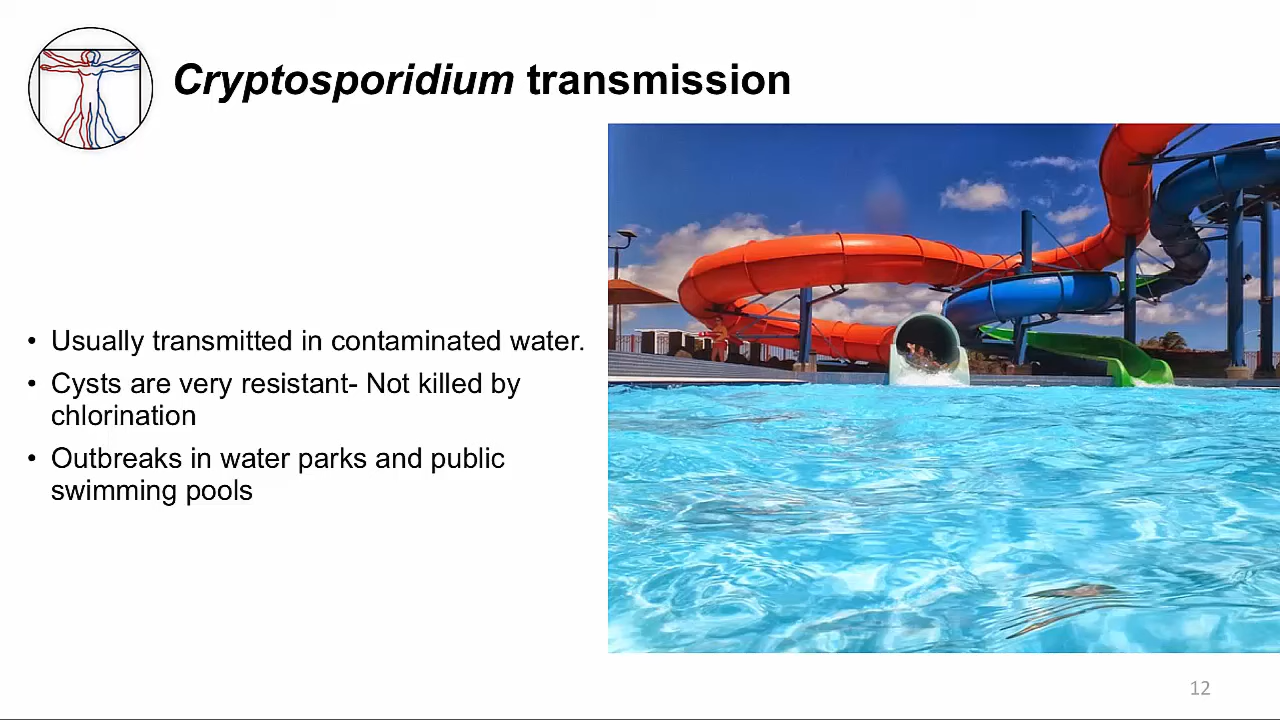 Cryptosporidium transmission
• Usually transmitted in contaminated water.
• Cysts are very resistant- Not killed by
chlorination
• Outbreaks in water parks and public
swimming pools
12